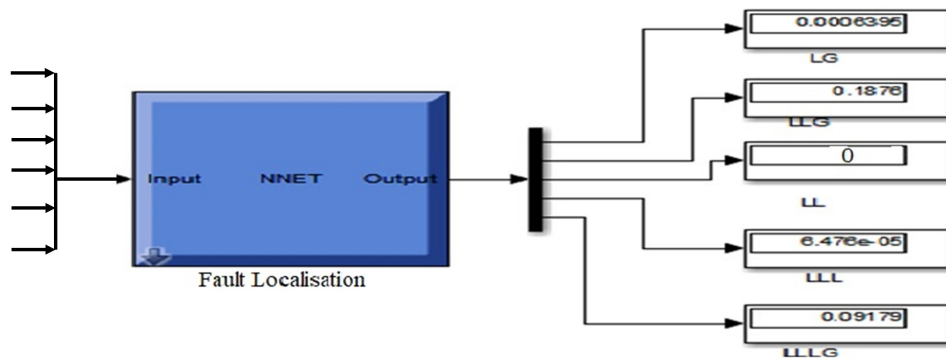 0.0006395
LG
0.1876
LLG
0
LL
Input NNET Output
6.476e-05
LLL
Fault Localisation
0.09179
LLLG